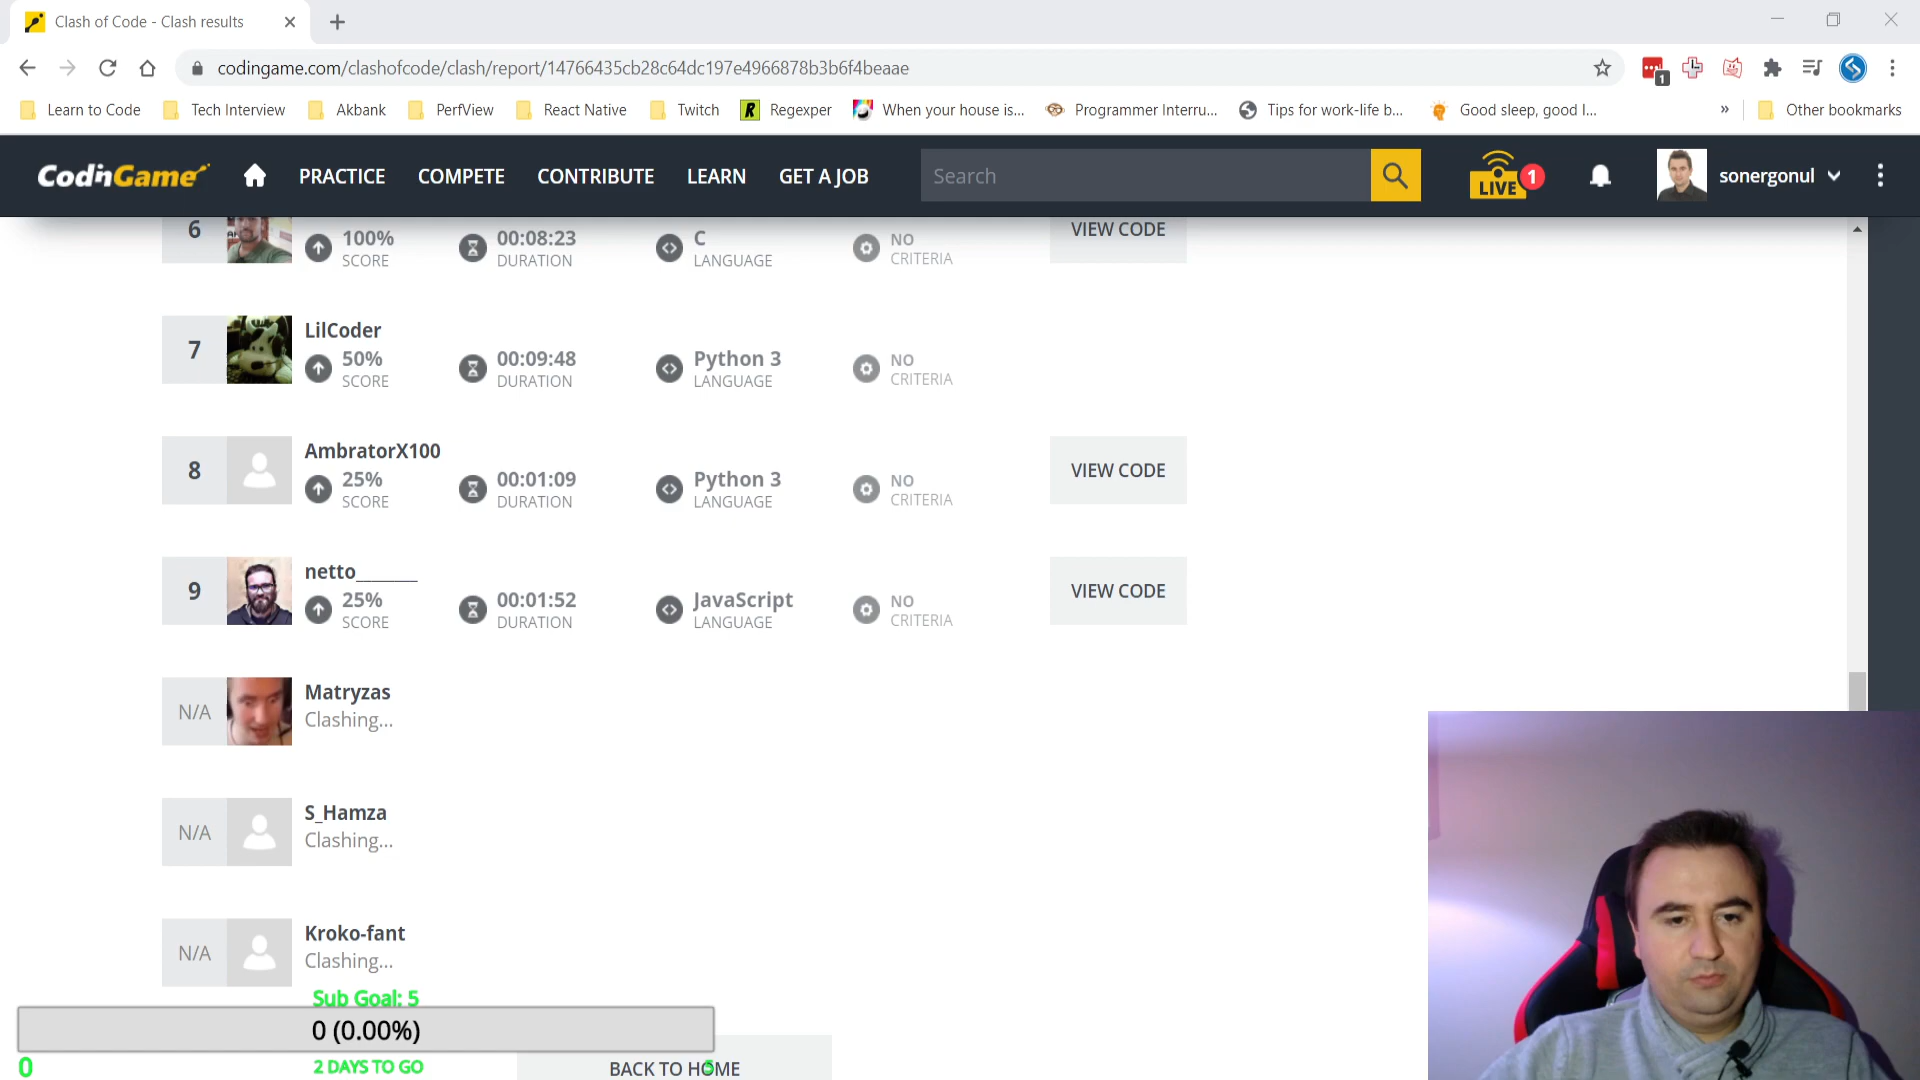 Clash of Code - Clash results
codingame.com/clashofcode/clash/report/14766435cb28c64dc197e4966878b3b6f4beaae
1
Learn to Code
Tech Interview
Akbank
PerfView
React Native
Twitch
R
Regexper
When your house is...
Programmer Interru...
Tips for work-life b...
Good sleep, good l...
»
Other bookmarks
CodinGame
PRACTICE
COMPETE
CONTRIBUTE
LEARN
GET A JOB
Search
LIVE
1
sonergonul
6
100%
SCORE
00:08:23
DURATION
C
LANGUAGE
NO
CRITERIA
VIEW CODE
7
LilCoder
50%
SCORE
00:09:48
DURATION
Python 3
LANGUAGE
NO
CRITERIA
8
AmbratorX100
25%
SCORE
00:01:09
DURATION
Python 3
LANGUAGE
NO
CRITERIA
VIEW CODE
9
netto_______
25%
SCORE
00:01:52
DURATION
JavaScript
LANGUAGE
NO
CRITERIA
VIEW CODE
N/A
Matryzas
Clashing...
N/A
S_Hamza
Clashing...
N/A
Kroko-fant
Clashing...
Sub Goal: 5
0 (0.00%)
0
2 DAYS TO GO
5
BACK TO HOME